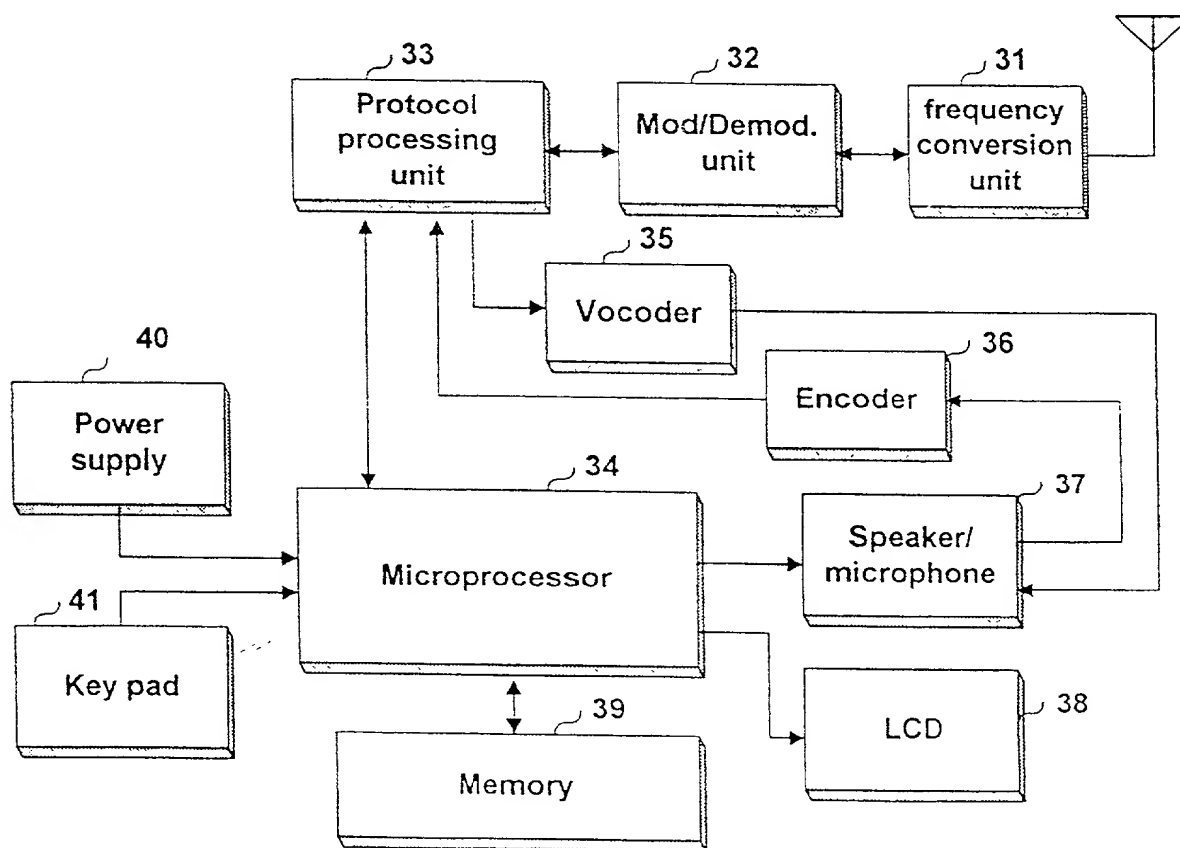 33
Protocol
processing
unit
32
Mod/Demod.
unit
31
frequency
conversion
unit
35
Vocoder
40
Power
supply
36
Encoder
34
Microprocessor
37
Speaker/
microphone
41
Key pad
38
LCD
39
Memory